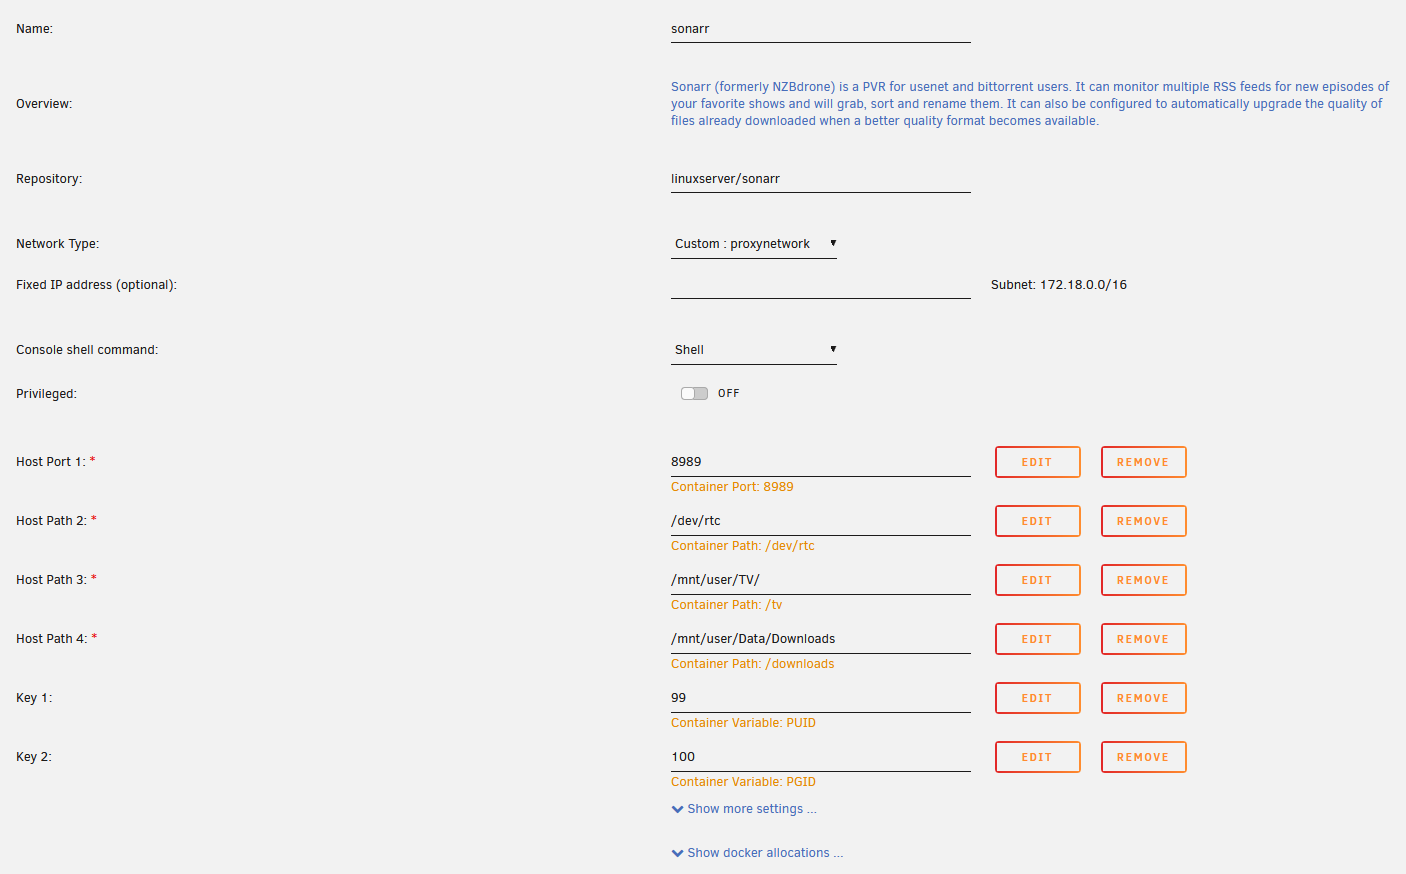 Name: sonarr
Overview:
Sonarr (formerly NZBdrone) is a PVR for usenet and bittorrent users. It can monitor multiple RSS feeds for new episodes of
your favorite shows and will grab, sort and rename them. It can also be configured to automatically upgrade the quality of
files already downloaded when a better quality format becomes available.
Repository: linuxserver/sonarr
Network Type: Custom : proxynetwork
Fixed IP address (optional): Subnet: 172.18.0.0/16
Console shell command: Shell
Privileged: OFF
Host Port 1: * 8989 EDIT REMOVE
Container Port: 8989
Host Path 2: * /dev/rtc EDIT REMOVE
Container Path: /dev/rtc
Host Path 3: * /mnt/user/TV/ EDIT REMOVE
Container Path: /tv
Host Path 4: * /mnt/user/Data/Downloads EDIT REMOVE
Container Path: /downloads
Key 1: 99 EDIT REMOVE
Container Variable: PUID
Key 2: 100 EDIT REMOVE
Container Variable: PGID
Show more settings ...
Show docker allocations ...